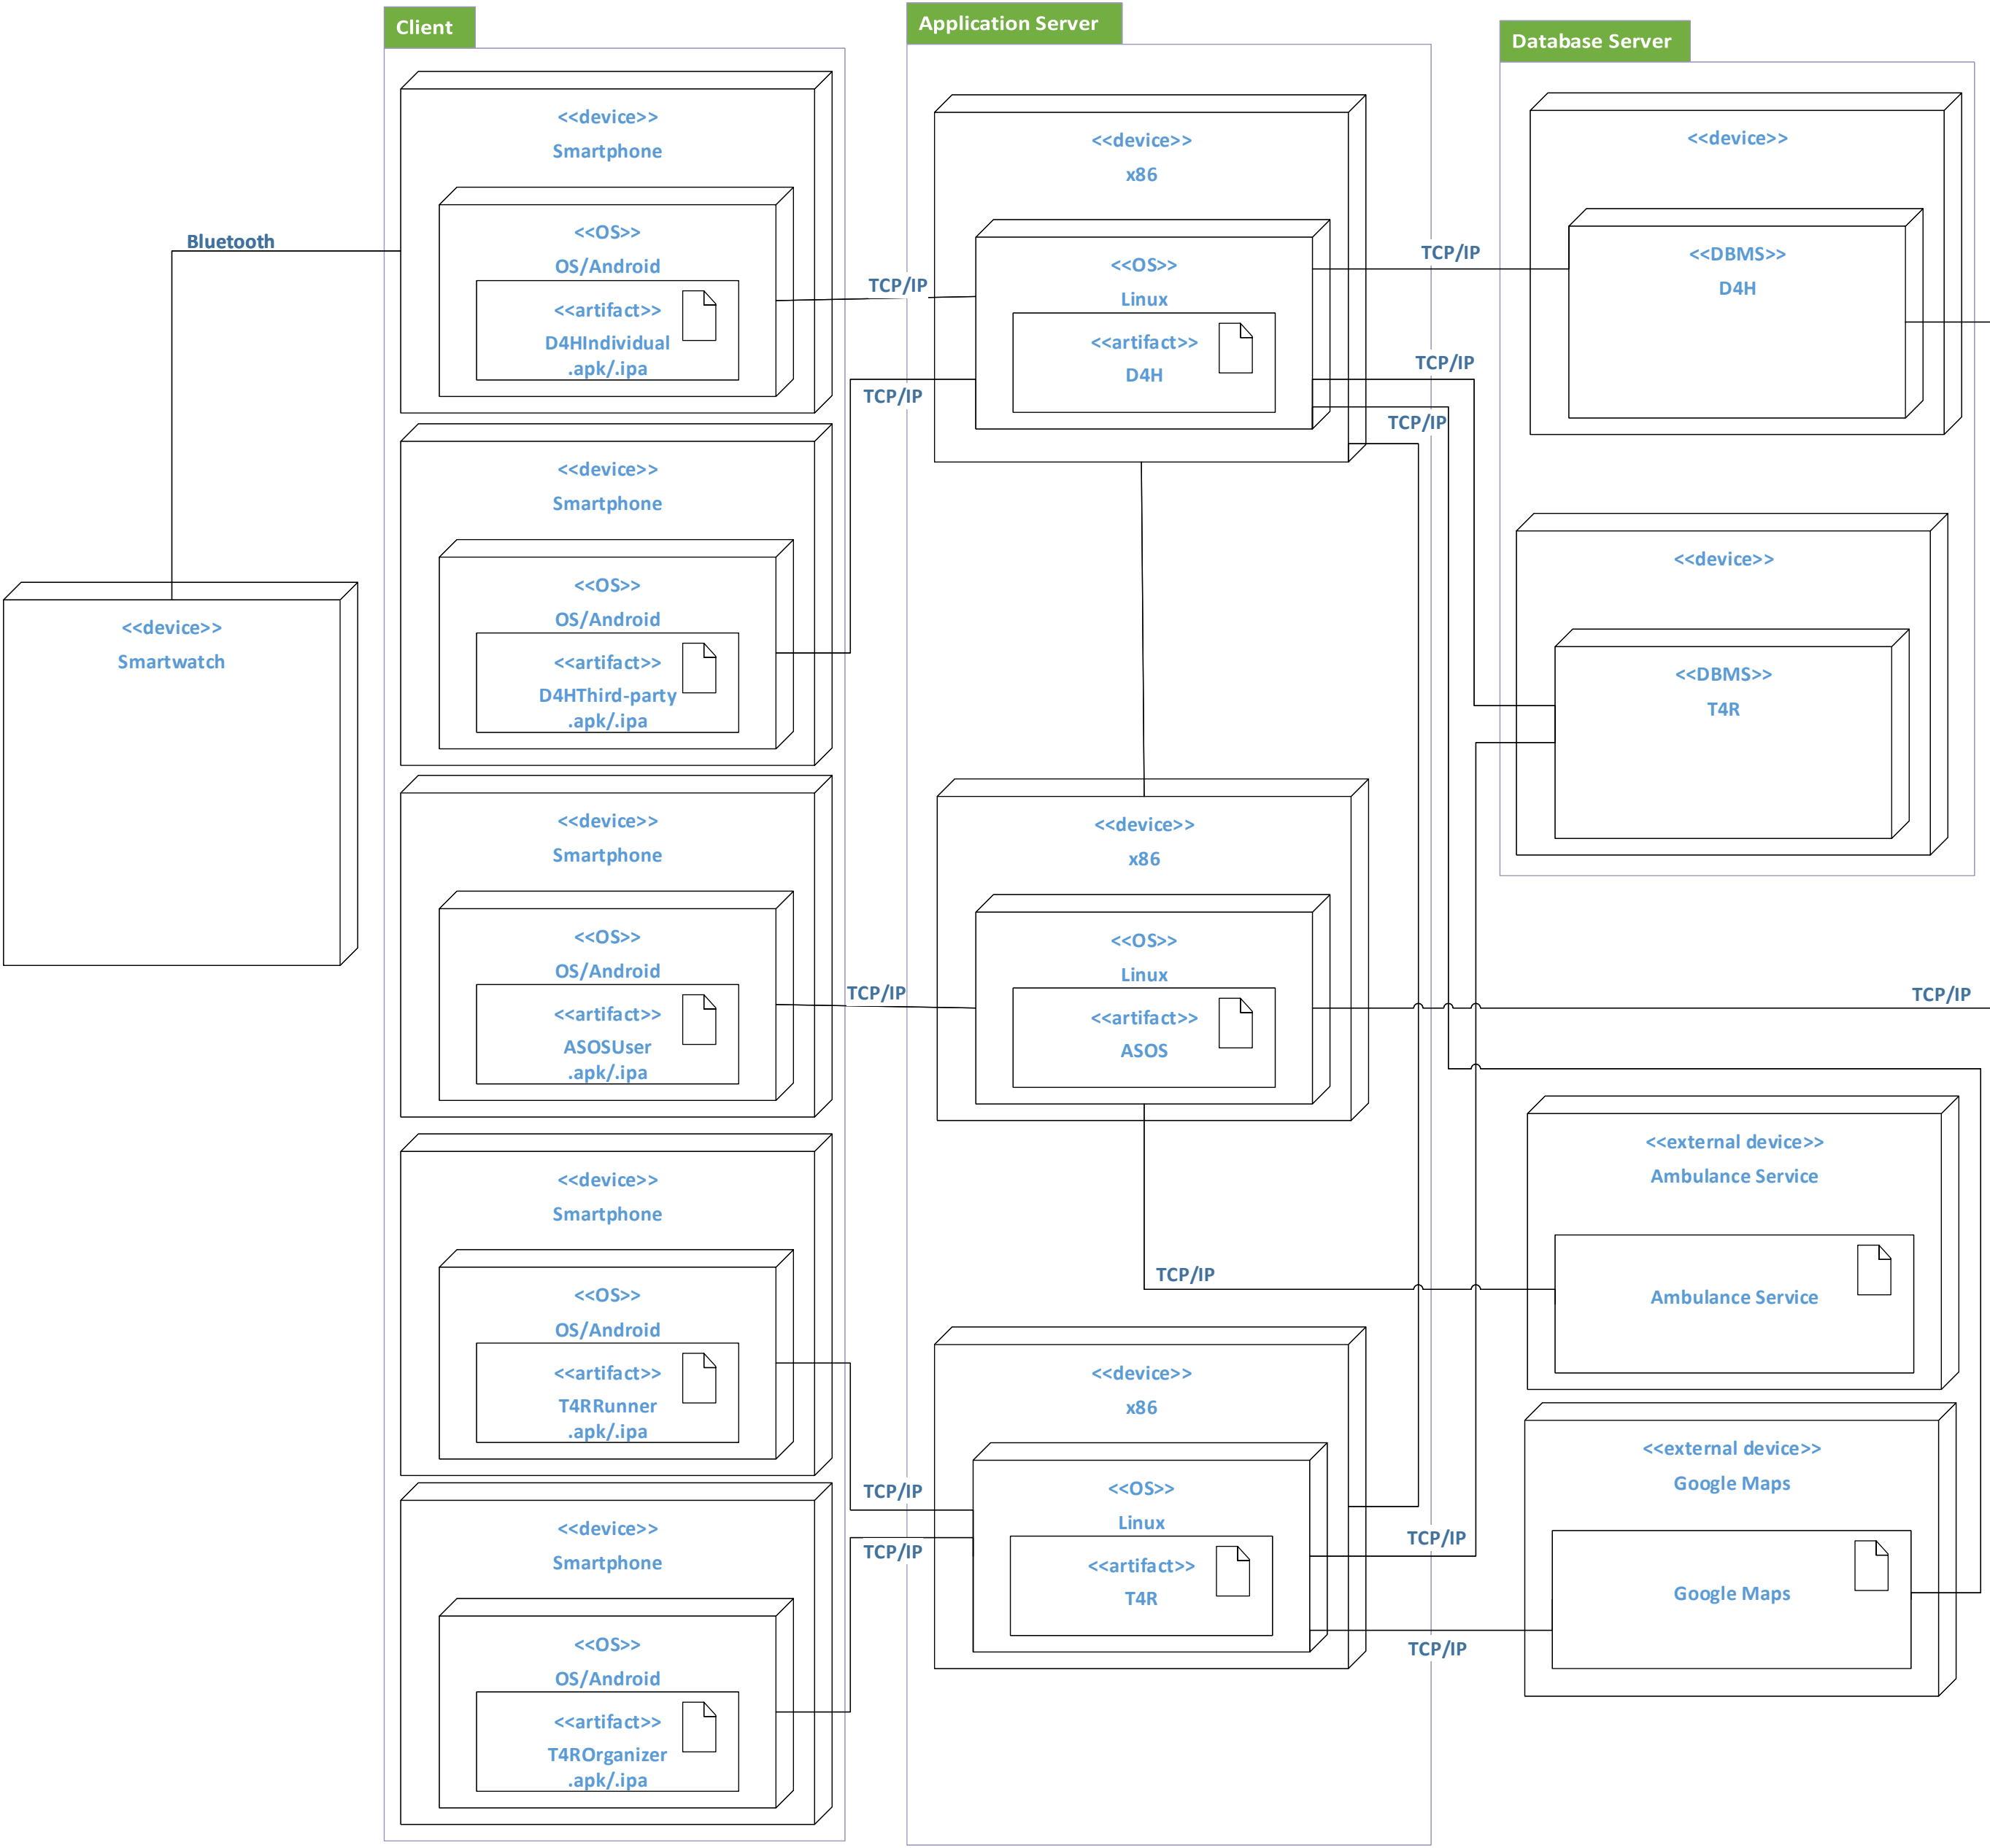 Client
Application Server
Database Server
<<device>>
Smartphone
<<OS>>
OS/Android
<<artifact>>
D4HIndividual
.apk/.ipa
<<device>>
Smartphone
<<OS>>
OS/Android
<<artifact>>
D4HThird-party
.apk/.ipa
<<device>>
Smartphone
<<OS>>
OS/Android
<<artifact>>
ASOSUser
.apk/.ipa
<<device>>
Smartphone
<<OS>>
OS/Android
<<artifact>>
T4RRunner
.apk/.ipa
<<device>>
Smartphone
<<OS>>
OS/Android
<<artifact>>
T4ROrganizer
.apk/.ipa
Bluetooth
<<device>>
Smartwatch
TCP/IP
TCP/IP
TCP/IP
TCP/IP
TCP/IP
<<device>>
x86
<<OS>>
Linux
<<artifact>>
D4H
<<device>>
x86
<<OS>>
Linux
<<artifact>>
ASOS
TCP/IP
<<device>>
x86
<<OS>>
Linux
<<artifact>>
T4R
TCP/IP
TCP/IP
TCP/IP
TCP/IP
TCP/IP
TCP/IP
<<device>>
<<DBMS>>
D4H
<<device>>
<<DBMS>>
T4R
<<external device>>
Ambulance Service
Ambulance Service
<<external device>>
Google Maps
Google Maps